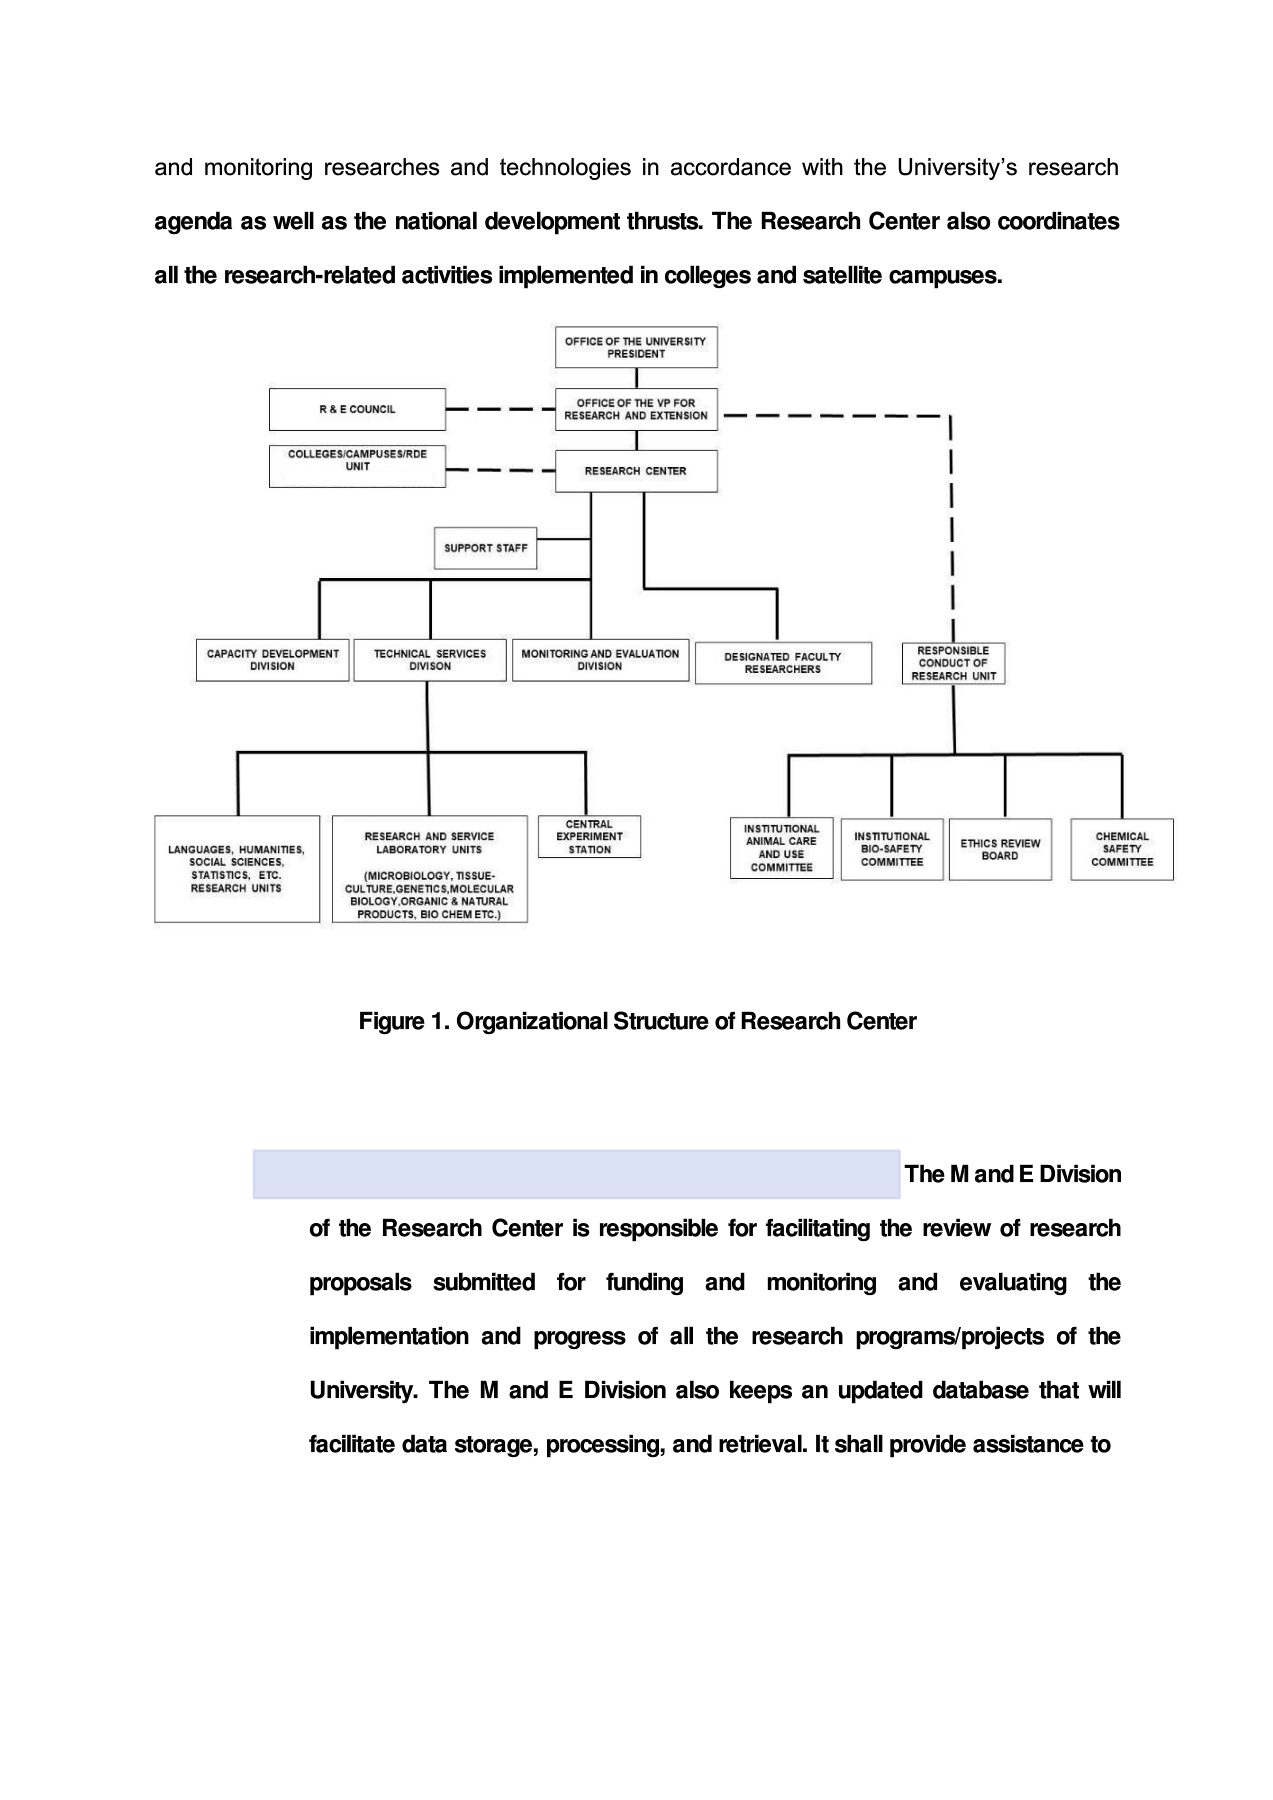 and monitoring researches and technologies in accordance with the University’s research
agenda as well as the national development thrusts. The Research Center also coordinates
all the research-related activities implemented in colleges and satellite campuses.
OFFICE OF THE UNIVERSITY
PRESIDENT
R & E COUNCIL
OFFICE OF THE VP FOR
RESEARCH AND EXTENSION
COLLEGES/CAMPUSES/RDE
UNIT
RESEARCH CENTER
SUPPORT STAFF
CAPACITY DEVELOPMENT
DIVISION
TECHNICAL SERVICES
DIVISON
MONITORING AND EVALUATION
DIVISION
DESIGNATED FACULTY
RESEARCHERS
RESPONSIBLE
CONDUCT OF
RESEARCH UNIT
LANGUAGES, HUMANITIES,
SOCIAL SCIENCES,
STATISTICS, ETC.
RESEARCH UNITS
RESEARCH AND SERVICE
LABORATORY UNITS
(MICROBIOLOGY, TISSUE-
CULTURE,GENETICS,MOLECULAR
BIOLOGY,ORGANIC & NATURAL
PRODUCTS, BIO CHEM ETC.)
CENTRAL
EXPERIMENT
STATION
INSTITUTIONAL
ANIMAL CARE
AND USE
COMMITTEE
INSTITUTIONAL
BIO-SAFETY
COMMITTEE
ETHICS REVIEW
BOARD
CHEMICAL
SAFETY
COMMITTEE
Figure 1. Organizational Structure of Research Center
The M and E Division
of the Research Center is responsible for facilitating the review of research
proposals submitted for funding and monitoring and evaluating the
implementation and progress of all the research programs/projects of the
University. The M and E Division also keeps an updated database that will
facilitate data storage, processing, and retrieval. It shall provide assistance to